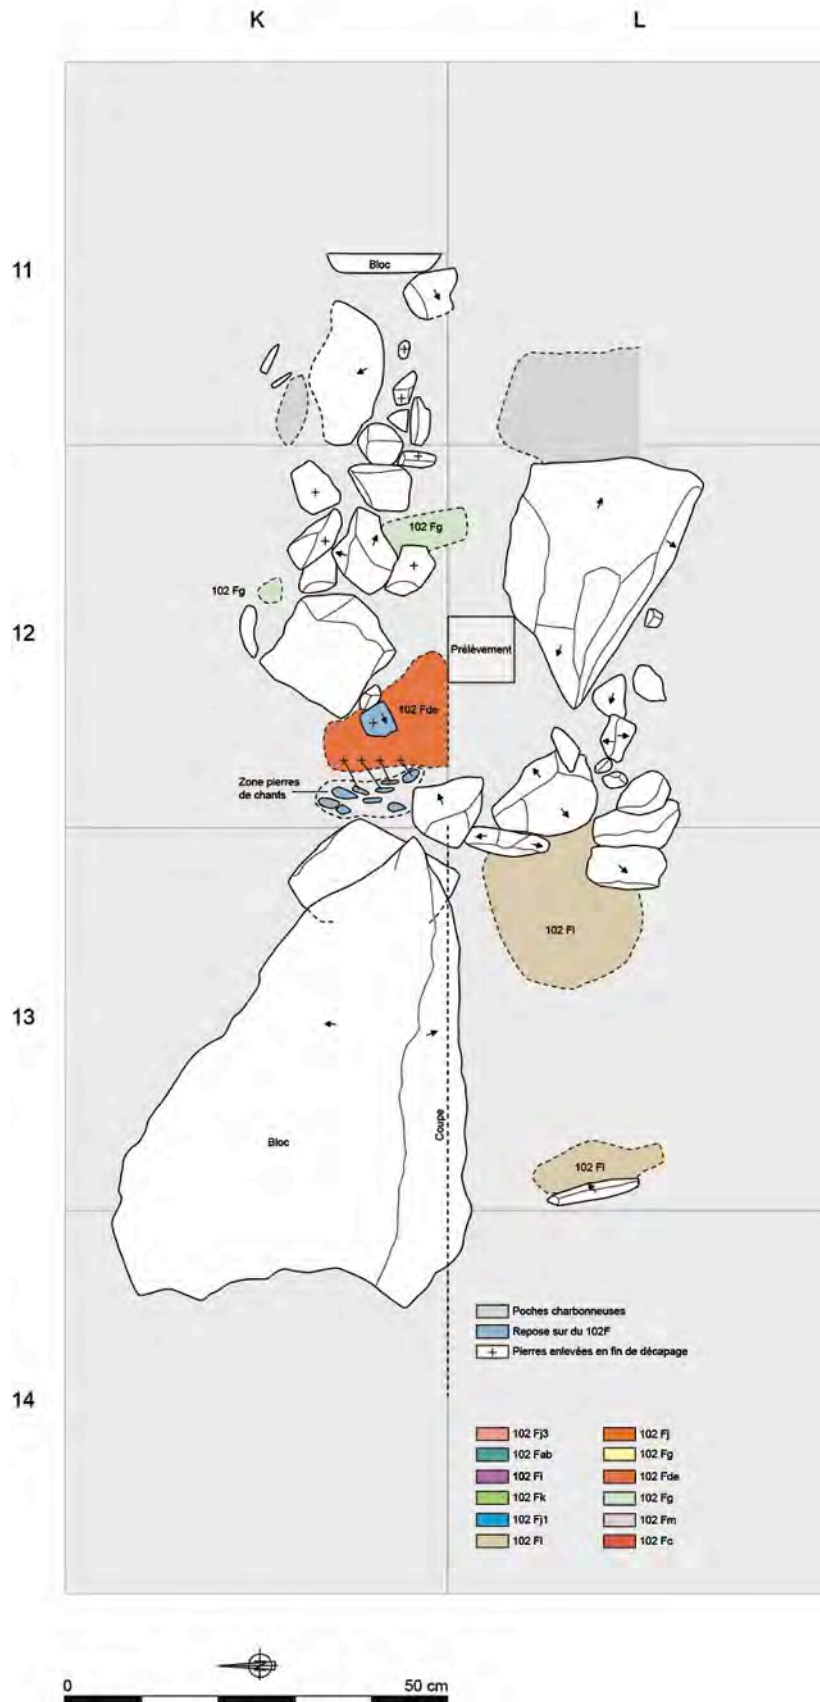 K L
11
Bloc
102 Fg
102 Fg
12
Prélèvement
102 Fde
Zone pierres
de chants
102 Fl
13
Coupe
Bloc
102 Fl
Poches charbonneuses
Repose sur du 102F
+ Pierres enlevées en fin de décapage
14
102 Fj3 102 Fj
102 Fab 102 Fg
102 Fi 102 Fde
102 Fk 102 Fg
102 Fj1 102 Fm
102 Fl 102 Fc
N
0 50 cm